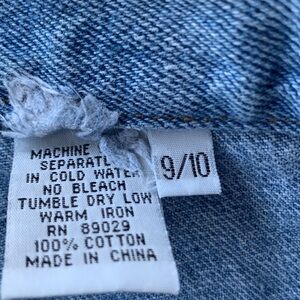 MACHINE
SEPARATE
IN COLD WATER
NO BLEACH
TUMBLE DRY LOW
WARM IRON
RN 89029
100% COTTON
MADE IN CHINA
9/10